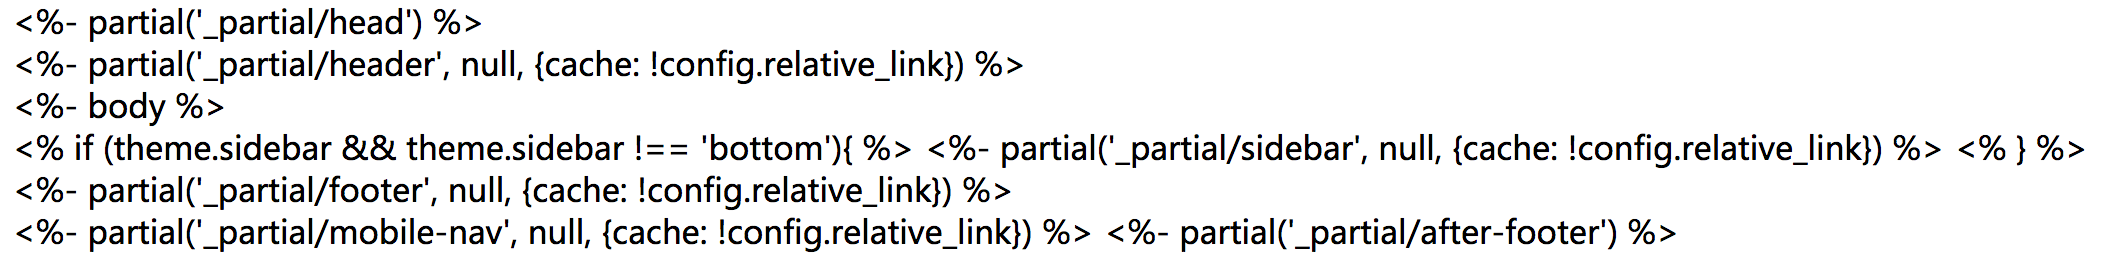 <%- partial('_partial/head') %>
<%- partial('_partial/header', null, {cache: !config.relative_link}) %>
<%- body %>
<% if (theme.sidebar && theme.sidebar !== 'bottom'){ %> <%- partial('_partial/sidebar', null, {cache: !config.relative_link}) %> <% } %>
<%- partial('_partial/footer', null, {cache: !config.relative_link}) %>
<%- partial('_partial/mobile-nav', null, {cache: !config.relative_link}) %> <%- partial('_partial/after-footer') %>